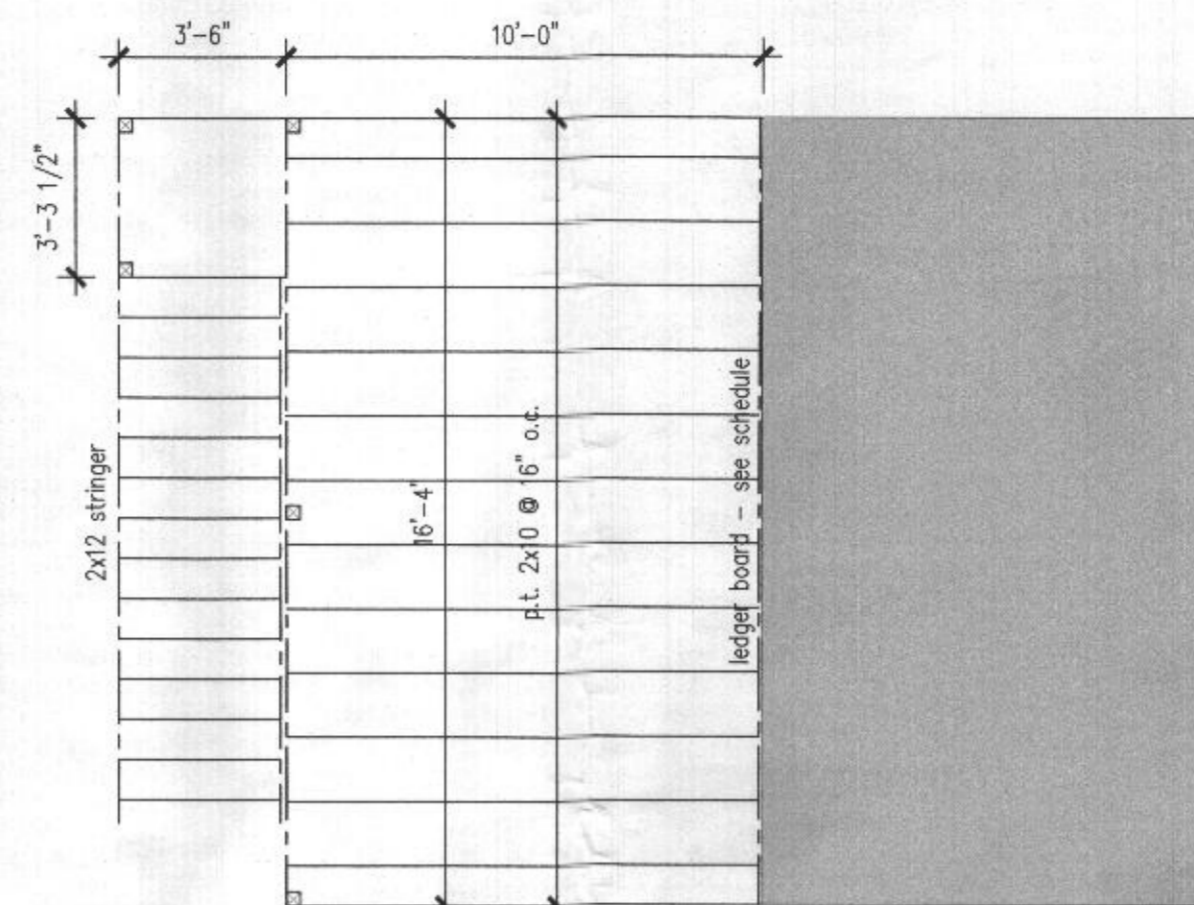 3'-6"
10'-0"
3'-3 1/2"
2x12 stringer
16'-4"
p.t. 2x10 @ 16" o.c.
ledger board - see schedule